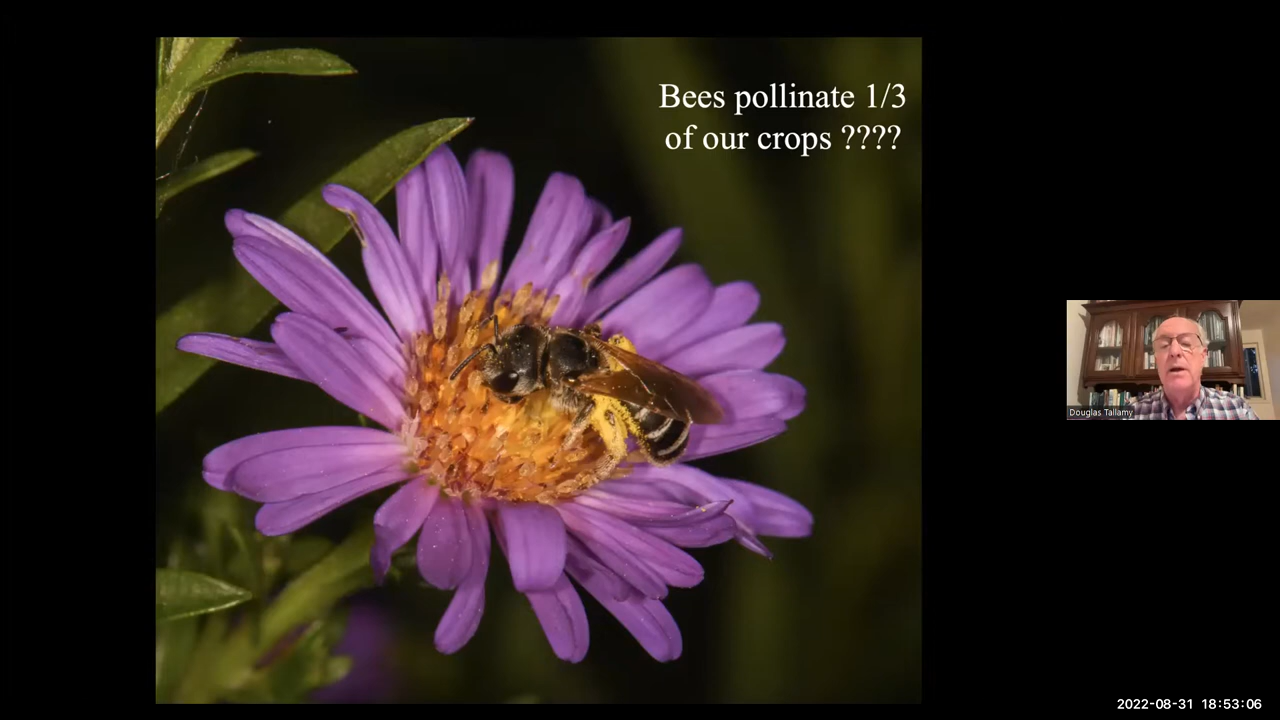 Bees pollinate 1/3
of our crops ????
Douglas Tallamy
2022-08-31 18:53:06